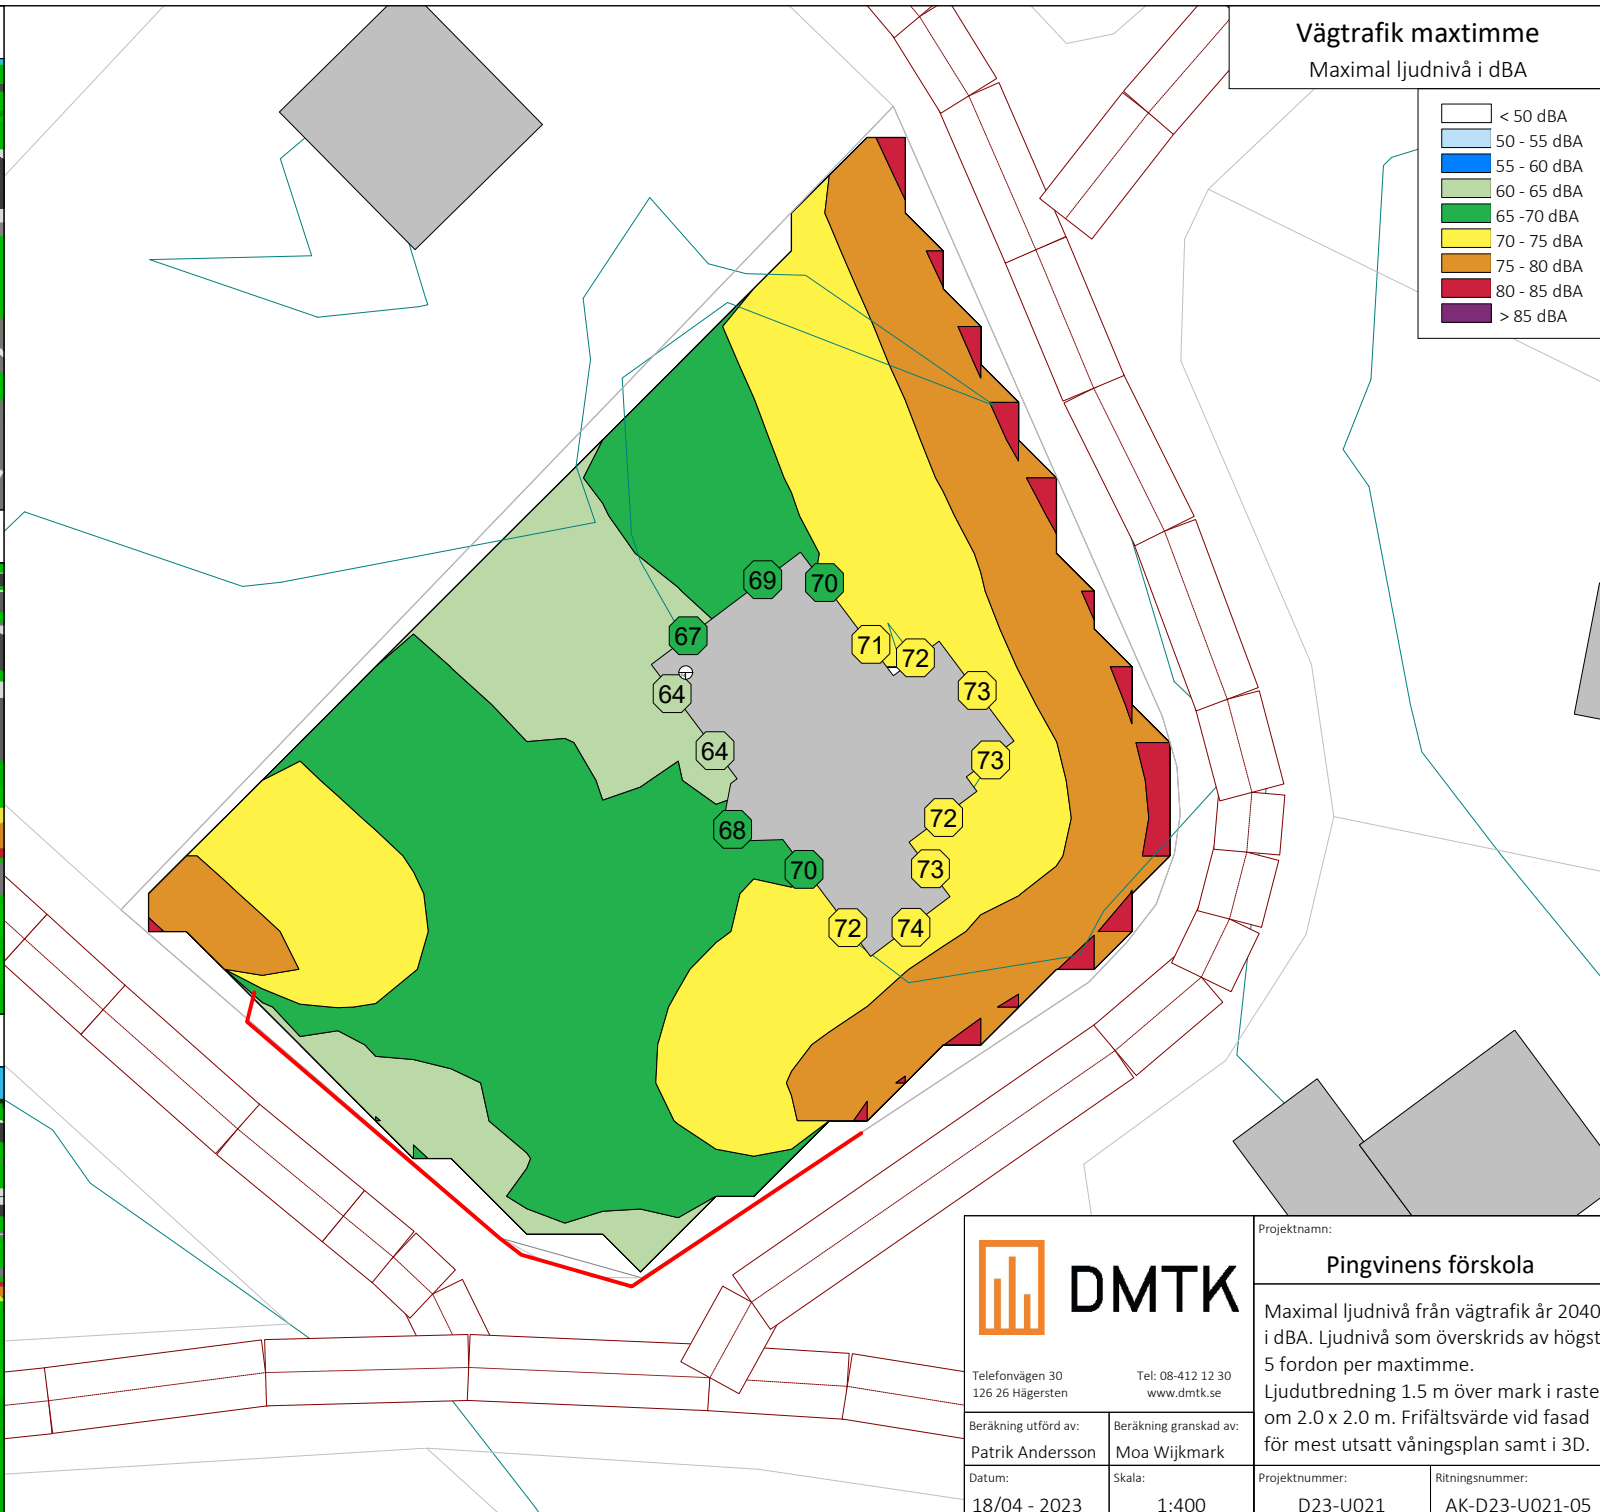 Vägtrafik maxtimme
Maximal ljudnivå i dBA
< 50 dBA
50 - 55 dBA
55 - 60 dBA
60 - 65 dBA
65 -70 dBA
70 - 75 dBA
75 - 80 dBA
80 - 85 dBA
> 85 dBA
69
70
67
71
72
73
64
64
73
72
68
70
73
72
74
DMTK
Telefonvägen 30
126 26 Hägersten
Tel: 08-412 12 30
www.dmtk.se
Projektnamn:
Pingvinens förskola
Maximal ljudnivå från vägtrafik år 2040
i dBA. Ljudnivå som överskrids av högst
5 fordon per maxtimme.
Ljudutbredning 1.5 m över mark i raste
om 2.0 x 2.0 m. Frifältsvärde vid fasad
för mest utsatt våningsplan samt i 3D.
Beräkning utförd av:
Patrik Andersson
Beräkning granskad av:
Moa Wijkmark
Datum:
18/04 - 2023
Skala:
1:400
Projektnummer:
D23-U021
Ritningsnummer:
AK-D23-U021-05